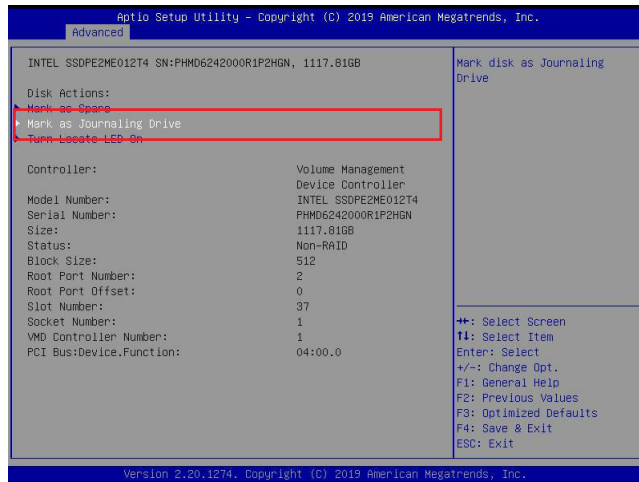 Aptio Setup Utility – Copyright (C) 2019 American Megatrends, Inc.
Advanced
INTEL SSDPE2ME012T4 SN:PHMD6242000R1P2HGN, 1117.81GB
Mark disk as Journaling
Drive
Disk Actions:
Mark as Spare
Mark as Journaling Drive
Turn Locate LED On
Controller: Volume Management
Device Controller
Model Number: INTEL SSDPE2ME012T4
Serial Number: PHMD6242000R1P2HGN
Size: 1117.81GB
Status: Non-RAID
Block Size: 512
Root Port Number: 2
Root Port Offset: 0
Slot Number: 37
Socket Number: 1
VMD Controller Number: 1
PCI Bus:Device.Function: 04:00.0
→←: Select Screen
↑↓: Select Item
Enter: Select
+/-: Change Opt.
F1: General Help
F2: Previous Values
F3: Optimized Defaults
F4: Save & Exit
ESC: Exit
Version 2.20.1274. Copyright (C) 2019 American Megatrends, Inc.